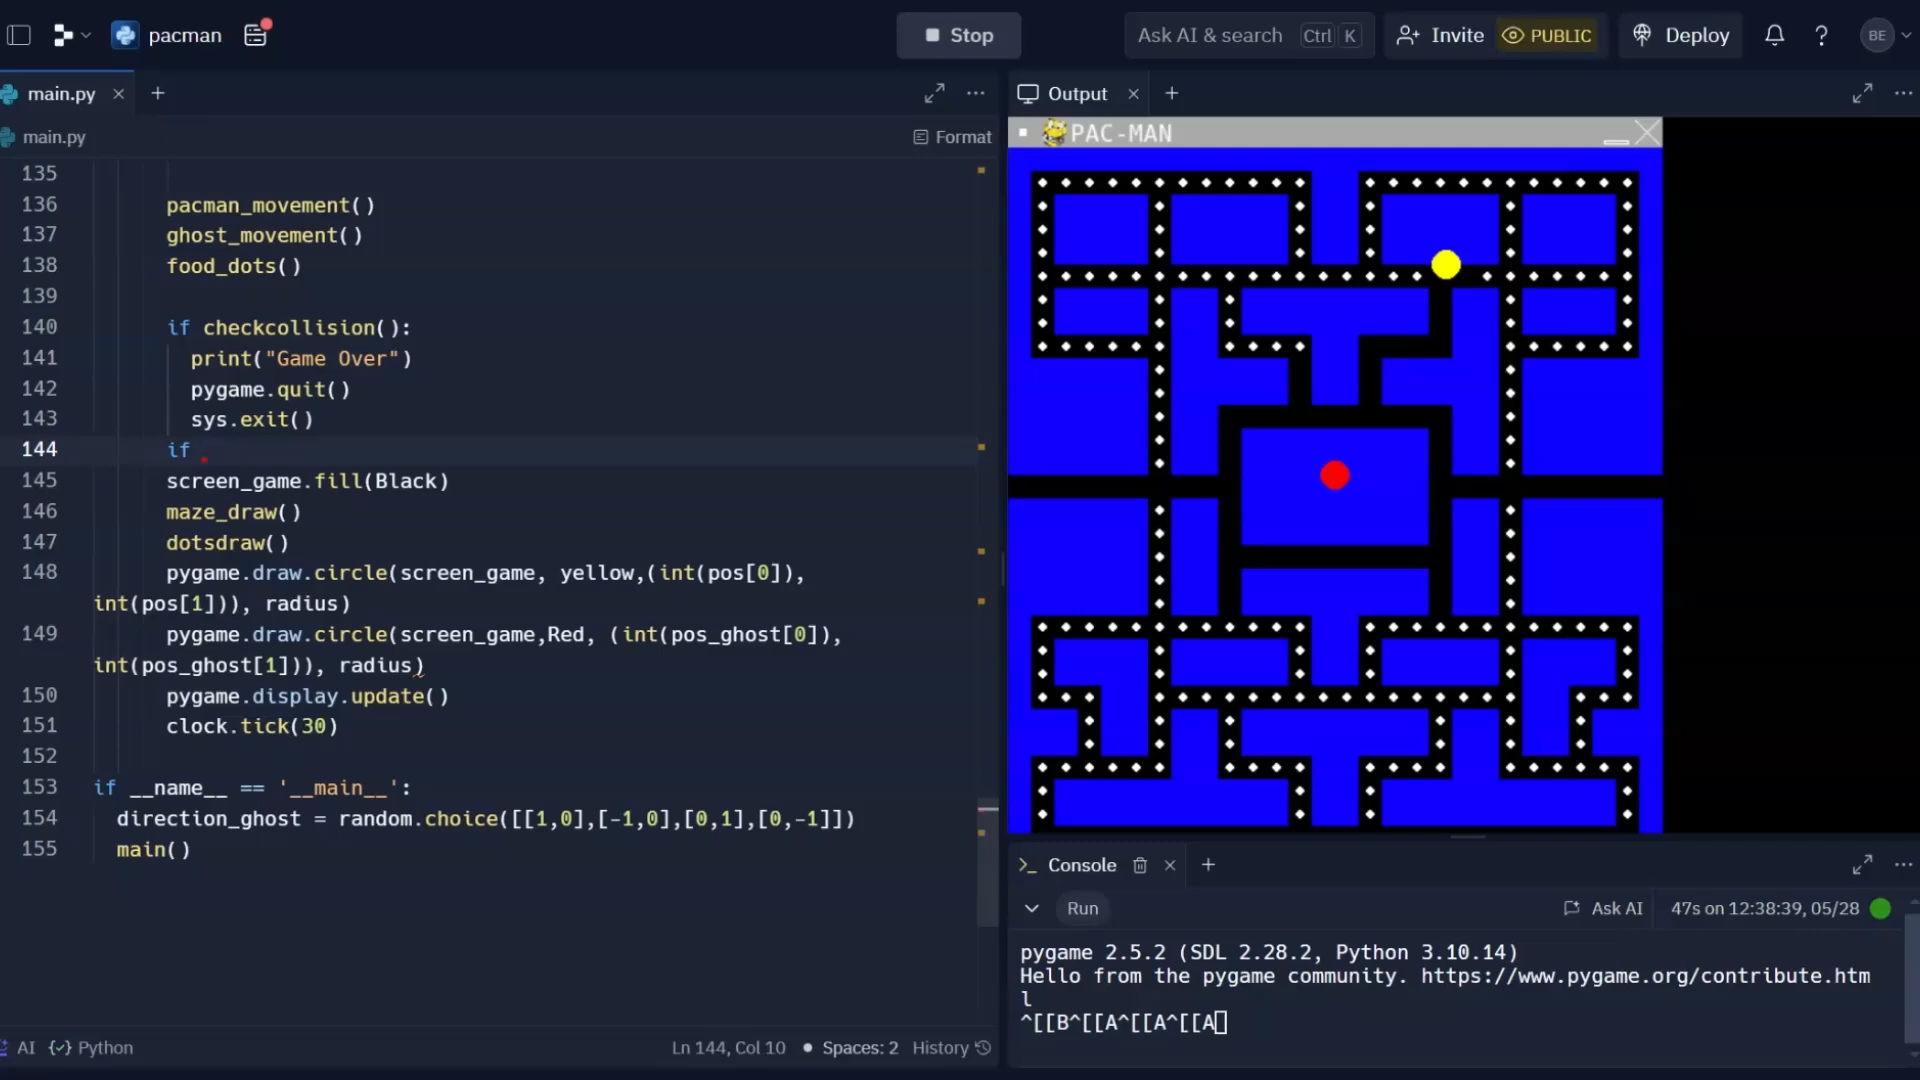 pacman
Stop
Ask AI & search Ctrl K
Invite PUBLIC
Deploy
BE
main.py
Output
main.py
Format
PAC-MAN
135
136 pacman_movement()
137 ghost_movement()
138 food_dots()
139
140 if checkcollision():
141 print("Game Over")
142 pygame.quit()
143 sys.exit()
144 if
145 screen_game.fill(Black)
146 maze_draw()
147 dotsdraw()
148 pygame.draw.circle(screen_game, yellow,(int(pos[0]),
int(pos[1])), radius)
149 pygame.draw.circle(screen_game,Red, (int(pos_ghost[0]),
int(pos_ghost[1])), radius)
150 pygame.display.update()
151 clock.tick(30)
152
153 if __name__ == '__main__':
154 direction_ghost = random.choice([[1,0],[-1,0],[0,1],[0,-1]])
155 main()
AI Python
Ln 144, Col 10 Spaces: 2 History
Console
Run
Ask AI 47s on 12:38:39, 05/28
pygame 2.5.2 (SDL 2.28.2, Python 3.10.14)
Hello from the pygame community. https://www.pygame.org/contribute.htm
l
^[[B^[[A^[[A^[[A